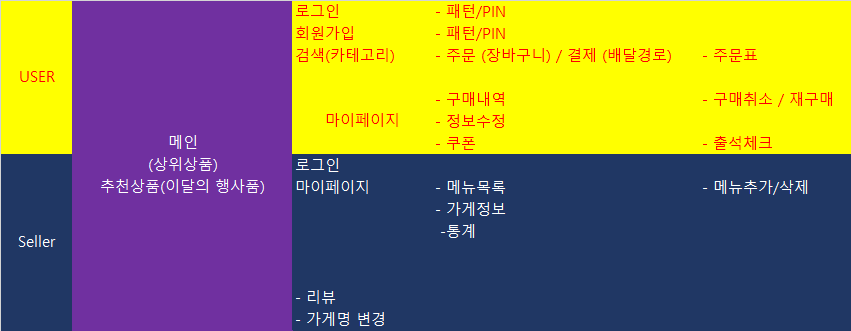 로그인 - 패턴/PIN
회원가입 - 패턴/PIN
검색(카테고리) - 주문 (장바구니) / 결제 (배달경로) - 주문표
USER
- 구매내역 - 구매취소 / 재구매
마이페이지 - 정보수정
- 쿠폰 - 출석체크
메인
(상위상품)
추천상품(이달의 행사품)
로그인
마이페이지 - 메뉴목록 - 메뉴추가/삭제
- 가게정보
-통계
Seller
- 리뷰
- 가게명 변경